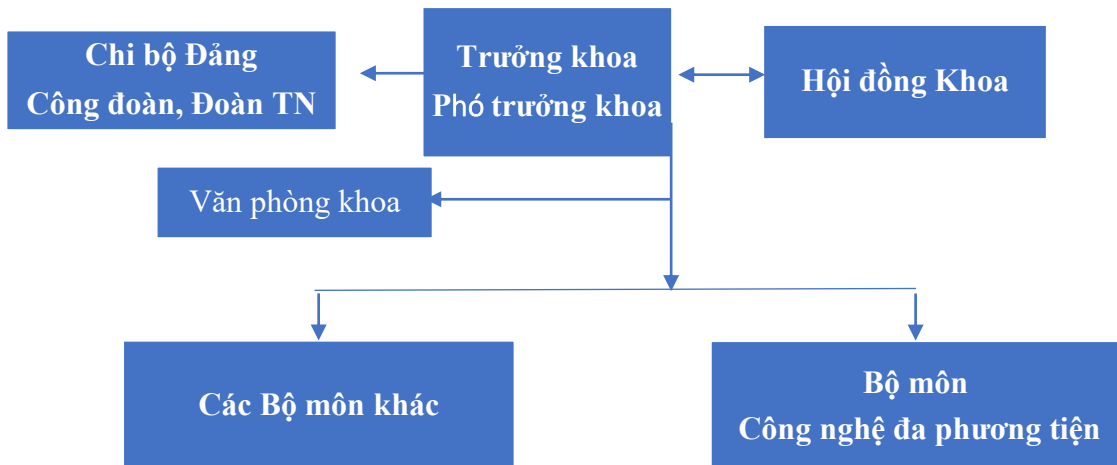 Chi bộ Đảng
Công đoàn, Đoàn TN
Trưởng khoa
Phó trưởng khoa
Hội đồng Khoa
Văn phòng khoa
Các Bộ môn khác
Bộ môn
Công nghệ đa phương tiện